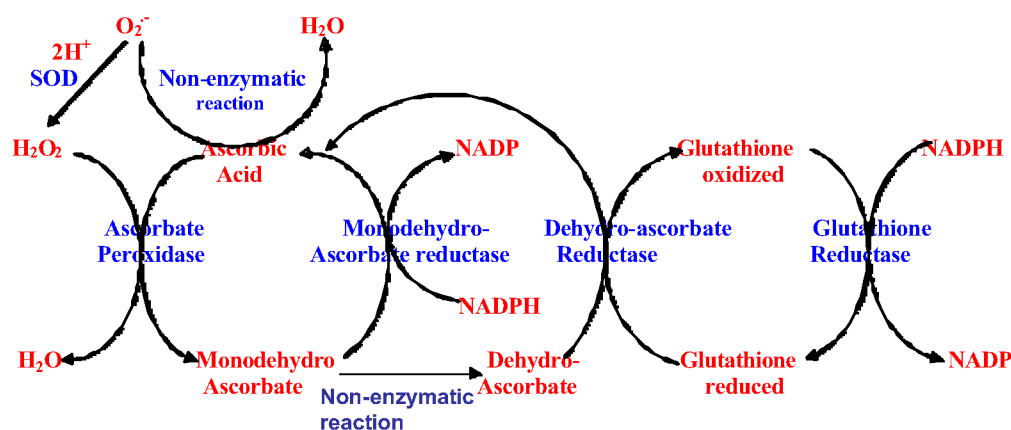 O₂·-
H₂O
2H⁺
SOD
Non-enzymatic
reaction
H₂O₂
Ascorbic
Acid
NADP
Glutathione
oxidized
NADPH
Ascorbate
Peroxidase
Monodehydro-
Ascorbate reductase
Dehydro-ascorbate
Reductase
Glutathione
Reductase
NADPH
H₂O
Monodehydro
Ascorbate
Dehydro-
Ascorbate
Glutathione
reduced
NADP
Non-enzymatic
reaction